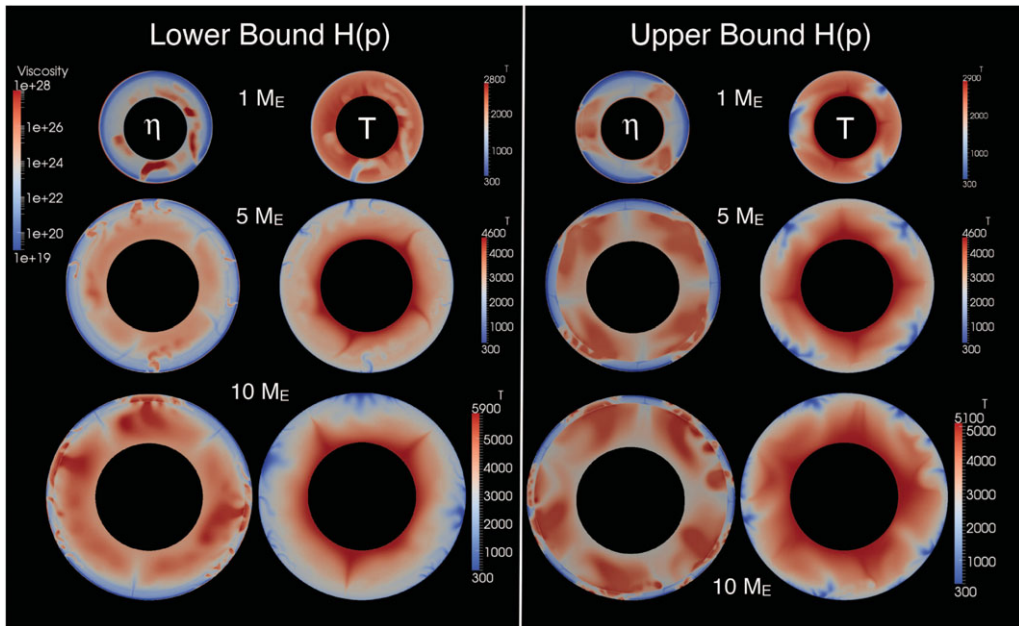 Lower Bound H(p)
Upper Bound H(p)
Viscosity
1e+28
1e+26
1e+24
1e+22
1e+20
1e+19
1 ME
η
T
T
2800
2000
1000
300
1 ME
η
T
T
2900
2000
1000
300
5 ME
T
4600
4000
3000
2000
1000
300
5 ME
T
4600
4000
3000
2000
1000
300
10 ME
T
5900
5000
4000
3000
2000
1000
300
T
5100
5000
4000
3000
2000
1000
300
10 ME